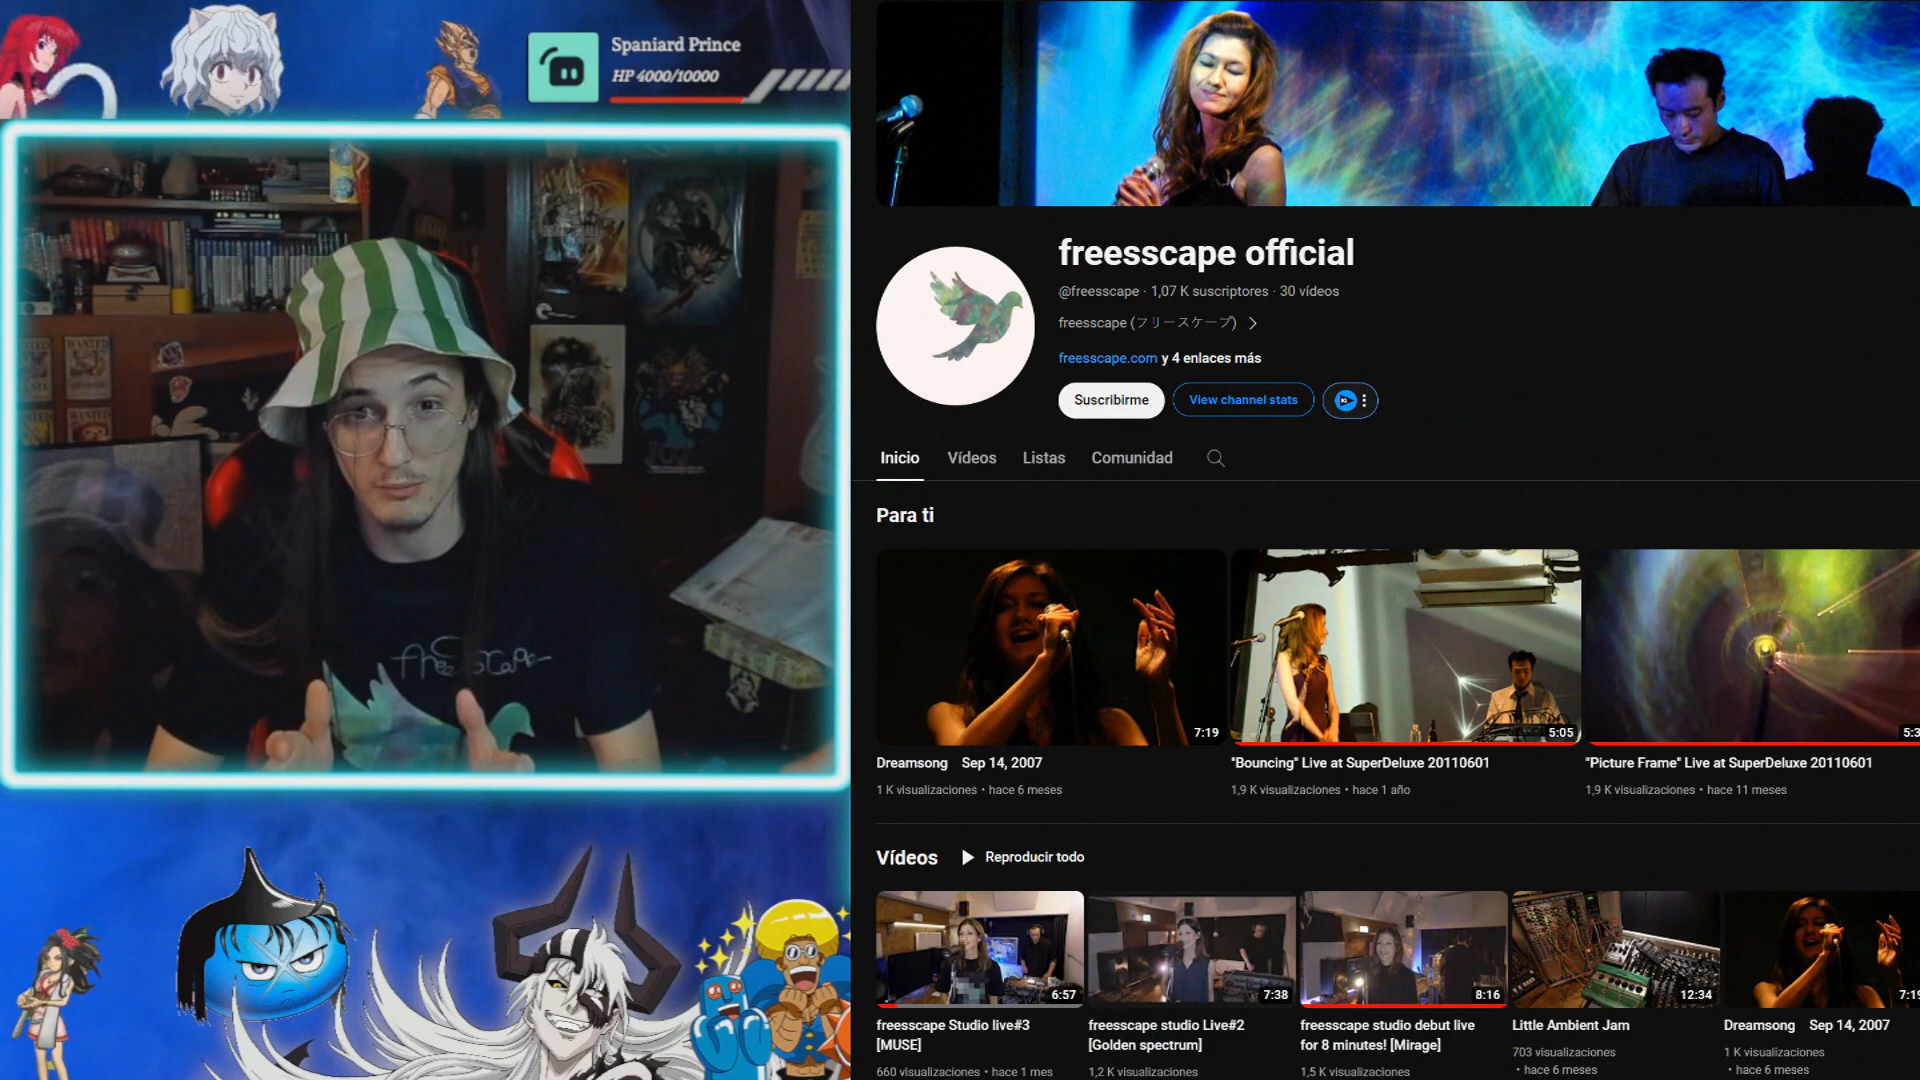 Spaniard Prince
HP 4000/10000
freesscape
WANTED
WANTED
freesscape official
@freesscape · 1,07 K suscriptores · 30 vídeos
freesscape (フリースケープ)
freesscape.com y 4 enlaces más
Suscribirme
View channel stats
Inicio
Vídeos
Listas
Comunidad
Para ti
7:19
5:05
Dreamsong Sep 14, 2007
1 K visualizaciones • hace 6 meses
"Bouncing" Live at SuperDeluxe 20110601
1,9 K visualizaciones • hace 1 año
"Picture Frame" Live at SuperDeluxe 20110601
1,9 K visualizaciones • hace 11 meses
Vídeos
Reproducir todo
6:57
7:38
8:16
12:34
freesscape Studio live#3
[MUSE]
660 visualizaciones • hace 1 mes
freesscape studio Live#2
[Golden spectrum]
1,2 K visualizaciones
freesscape studio debut live
for 8 minutes! [Mirage]
1,5 K visualizaciones
Little Ambient Jam
703 visualizaciones
• hace 6 meses
Dreamsong Sep 14, 2007
1 K visualizaciones
• hace 6 meses